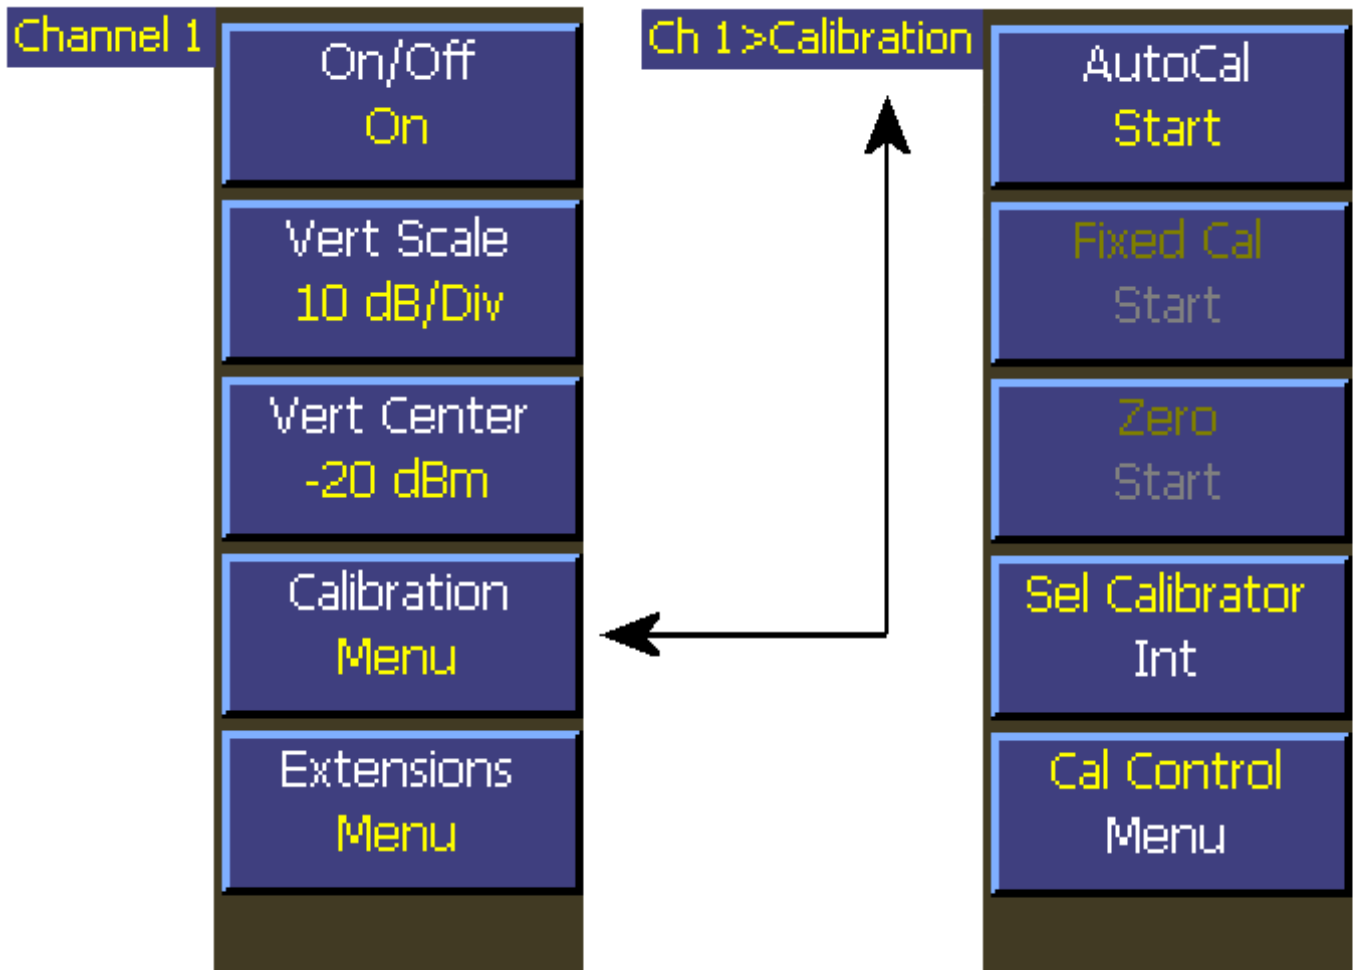 Channel 1
On/Off
On
Vert Scale
10 dB/Div
Vert Center
-20 dBm
Calibration
Menu
Extensions
Menu
Ch 1>Calibration
AutoCal
Start
Fixed Cal
Start
Zero
Start
Sel Calibrator
Int
Cal Control
Menu